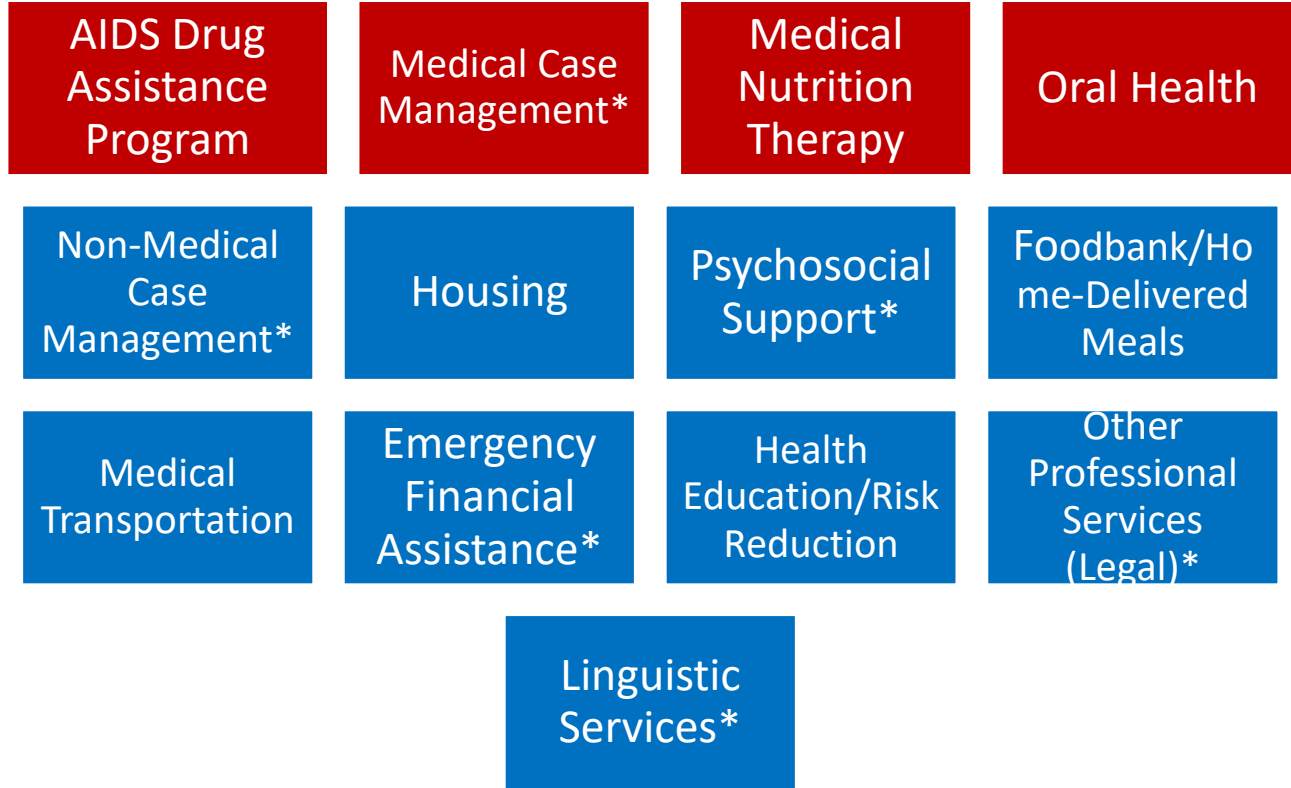 AIDS Drug
Assistance
Program
Medical Case
Management*
Medical
Nutrition
Therapy
Oral Health
Non-Medical
Case
Management*
Housing
Psychosocial
Support*
Foodbank/Ho
me-Delivered
Meals
Medical
Transportation
Emergency
Financial
Assistance*
Health
Education/Risk
Reduction
Other
Professional
Services
(Legal)*
Linguistic
Services*